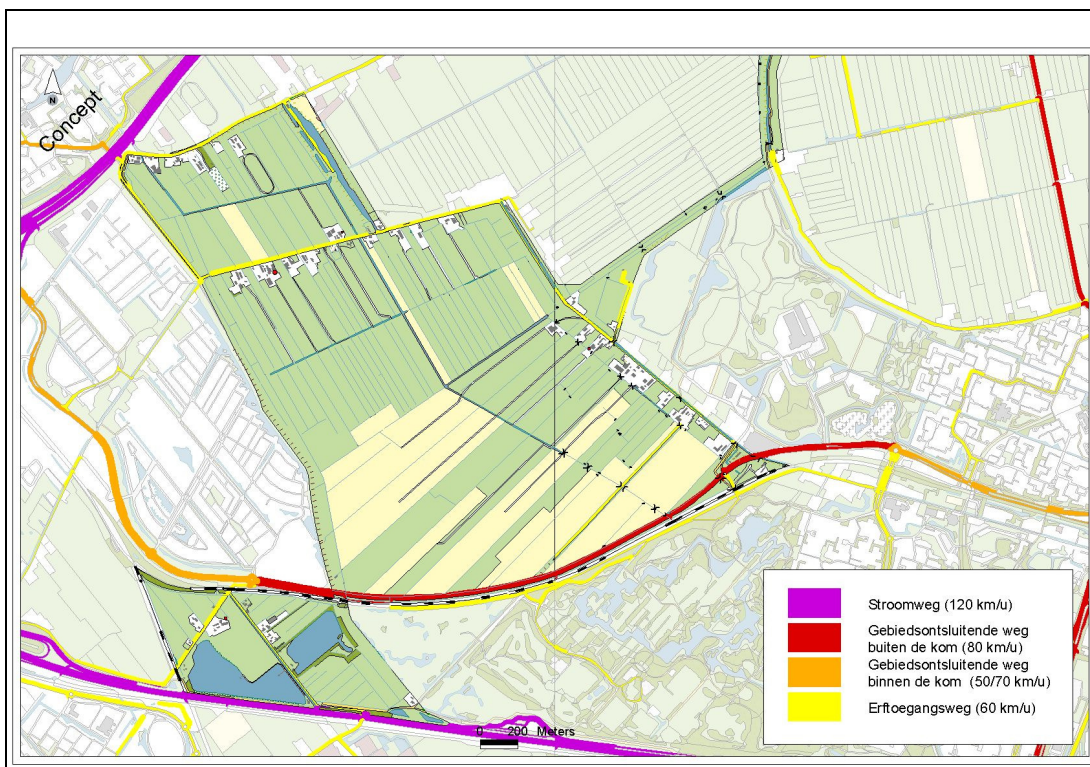 Concept
N
Stroomweg (120 km/u)
Gebiedsontsluitende weg
buiten de kom (80 km/u)
Gebiedsontsluitende weg
binnen de kom (50/70 km/u)
Erftoegangsweg (60 km/u)
0 200 Meters